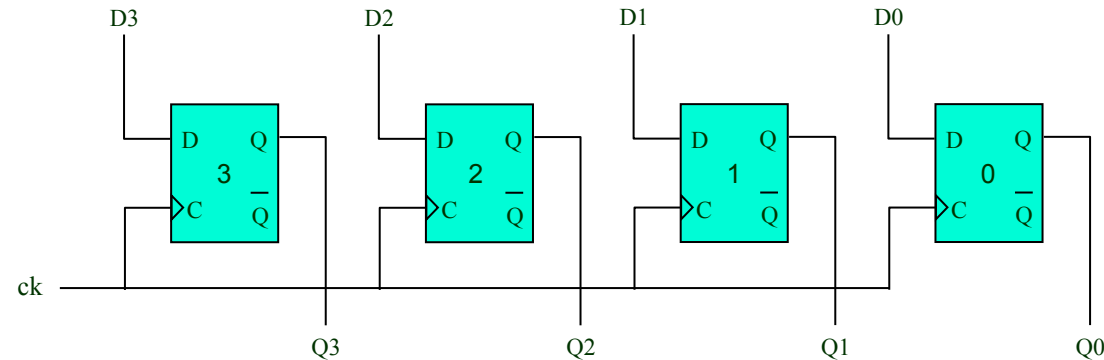 D3 D2 D1 D0
D Q D Q D Q D Q
3 2 1 0
C Q̅ C Q̅ C Q̅ C Q̅
ck
Q3 Q2 Q1 Q0